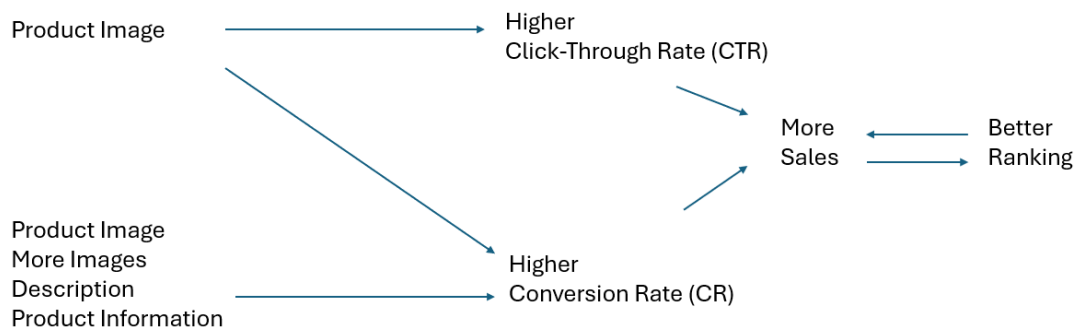 Product Image
Higher
Click-Through Rate (CTR)
More
Sales
Better
Ranking
Product Image
More Images
Description
Product Information
Higher
Conversion Rate (CR)